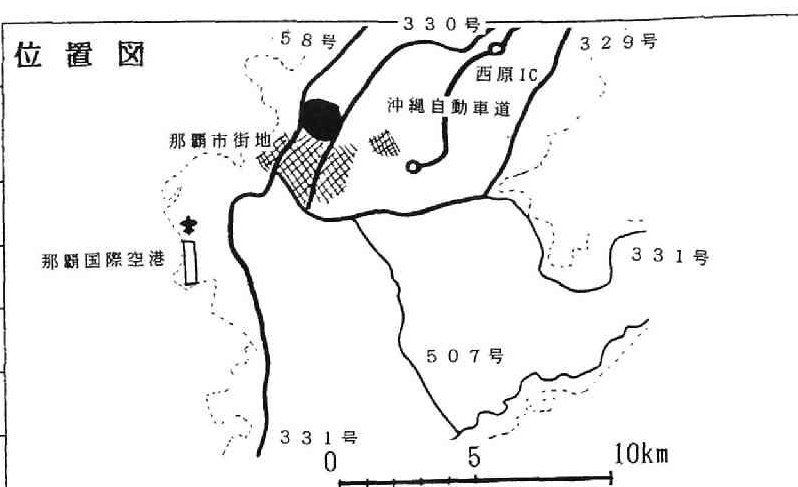 位置図
58号
330号
329号
西原IC
沖縄自動車道
那覇市街地
那覇国際空港
331号
507号
331号
0 5 10km